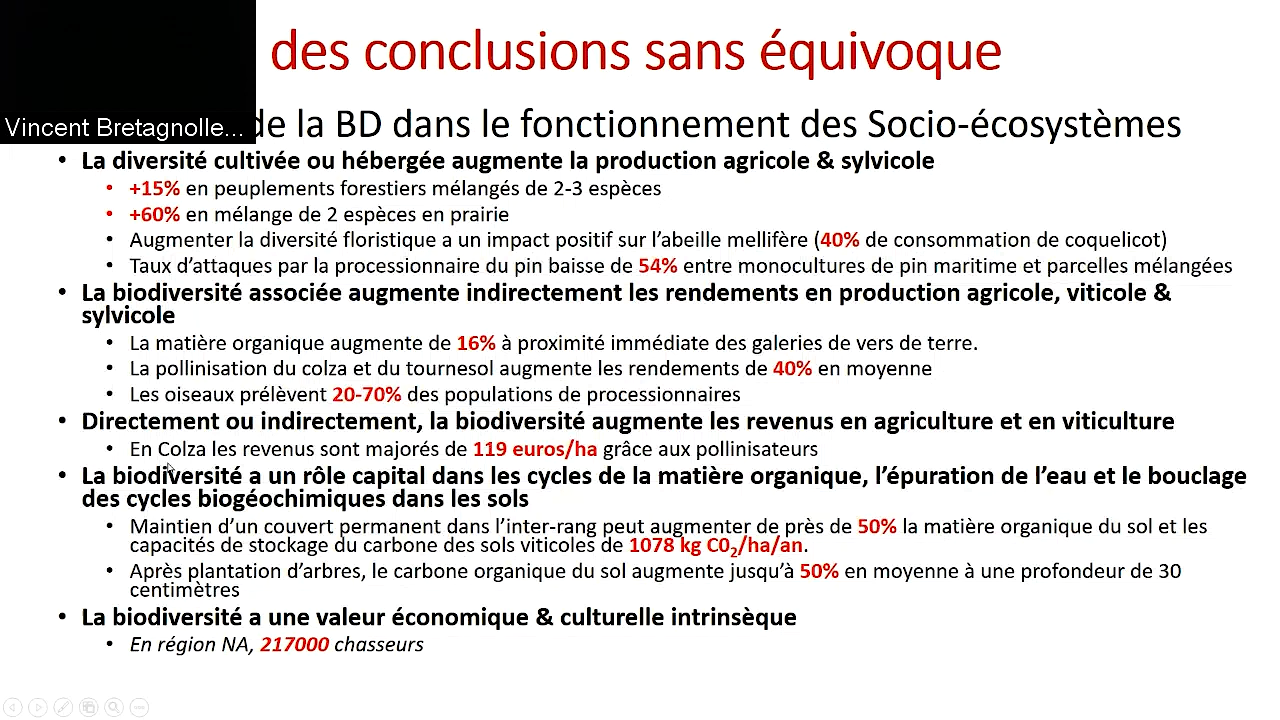 des conclusions sans équivoque
Vincent Bretagnolle...
de la BD dans le fonctionnement des Socio-écosystèmes
• La diversité cultivée ou hébergée augmente la production agricole & sylvicole
• +15% en peuplements forestiers mélangés de 2-3 espèces
• +60% en mélange de 2 espèces en prairie
• Augmenter la diversité floristique a un impact positif sur l’abeille mellifère (40% de consommation de coquelicot)
• Taux d’attaques par la processionnaire du pin baisse de 54% entre monocultures de pin maritime et parcelles mélangées
• La biodiversité associée augmente indirectement les rendements en production agricole, viticole &
sylvicole
• La matière organique augmente de 16% à proximité immédiate des galeries de vers de terre.
• La pollinisation du colza et du tournesol augmente les rendements de 40% en moyenne
• Les oiseaux prélèvent 20-70% des populations de processionnaires
• Directement ou indirectement, la biodiversité augmente les revenus en agriculture et en viticulture
• En Colza les revenus sont majorés de 119 euros/ha grâce aux pollinisateurs
• La biodiversité a un rôle capital dans les cycles de la matière organique, l’épuration de l’eau et le bouclage
des cycles biogéochimiques dans les sols
• Maintien d’un couvert permanent dans l’inter-rang peut augmenter de près de 50% la matière organique du sol et les
capacités de stockage du carbone des sols viticoles de 1078 kg C0₂/ha/an.
• Après plantation d’arbres, le carbone organique du sol augmente jusqu’à 50% en moyenne à une profondeur de 30
centimètres
• La biodiversité a une valeur économique & culturelle intrinsèque
• En région NA, 217000 chasseurs